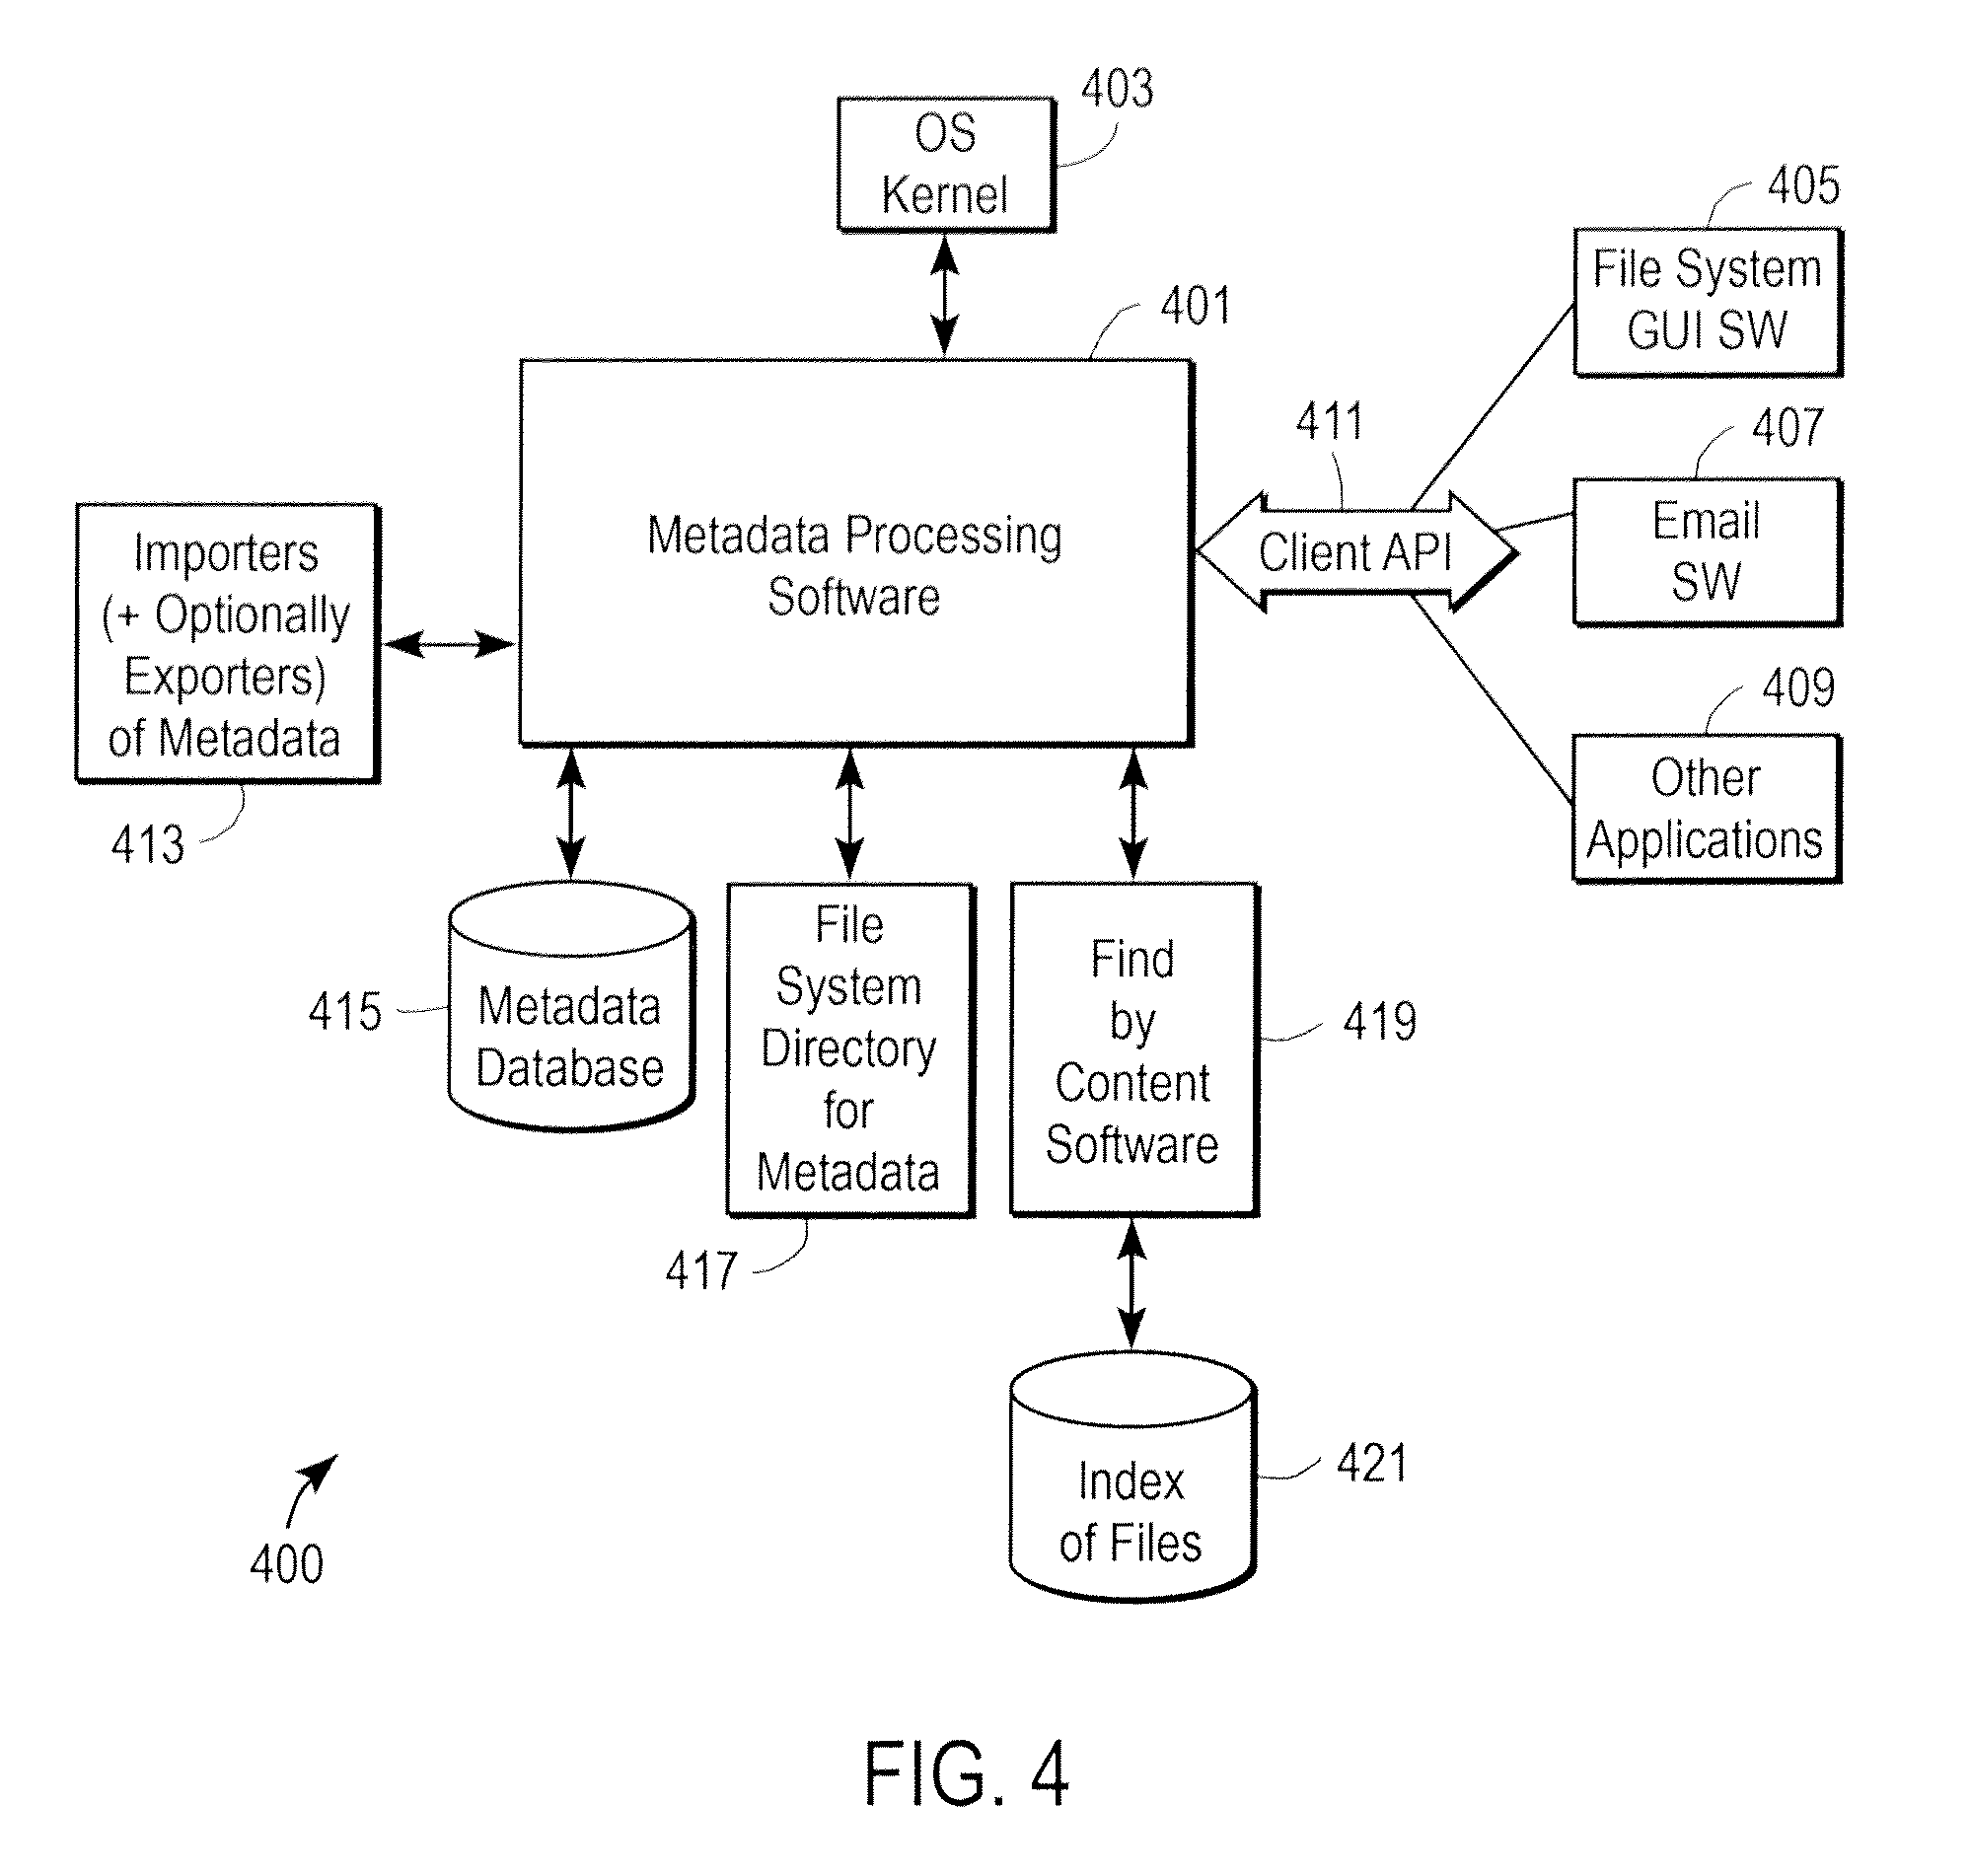 403
OS
Kernel
405
File System
GUI SW
401
411
407
Email
SW
Metadata Processing
Software
Client API
Importers
(+ Optionally
Exporters)
of Metadata
413
409
Other
Applications
415
Metadata
Database
File
System
Directory
for
Metadata
417
Find
by
Content
Software
419
421
Index
of Files
400
FIG. 4